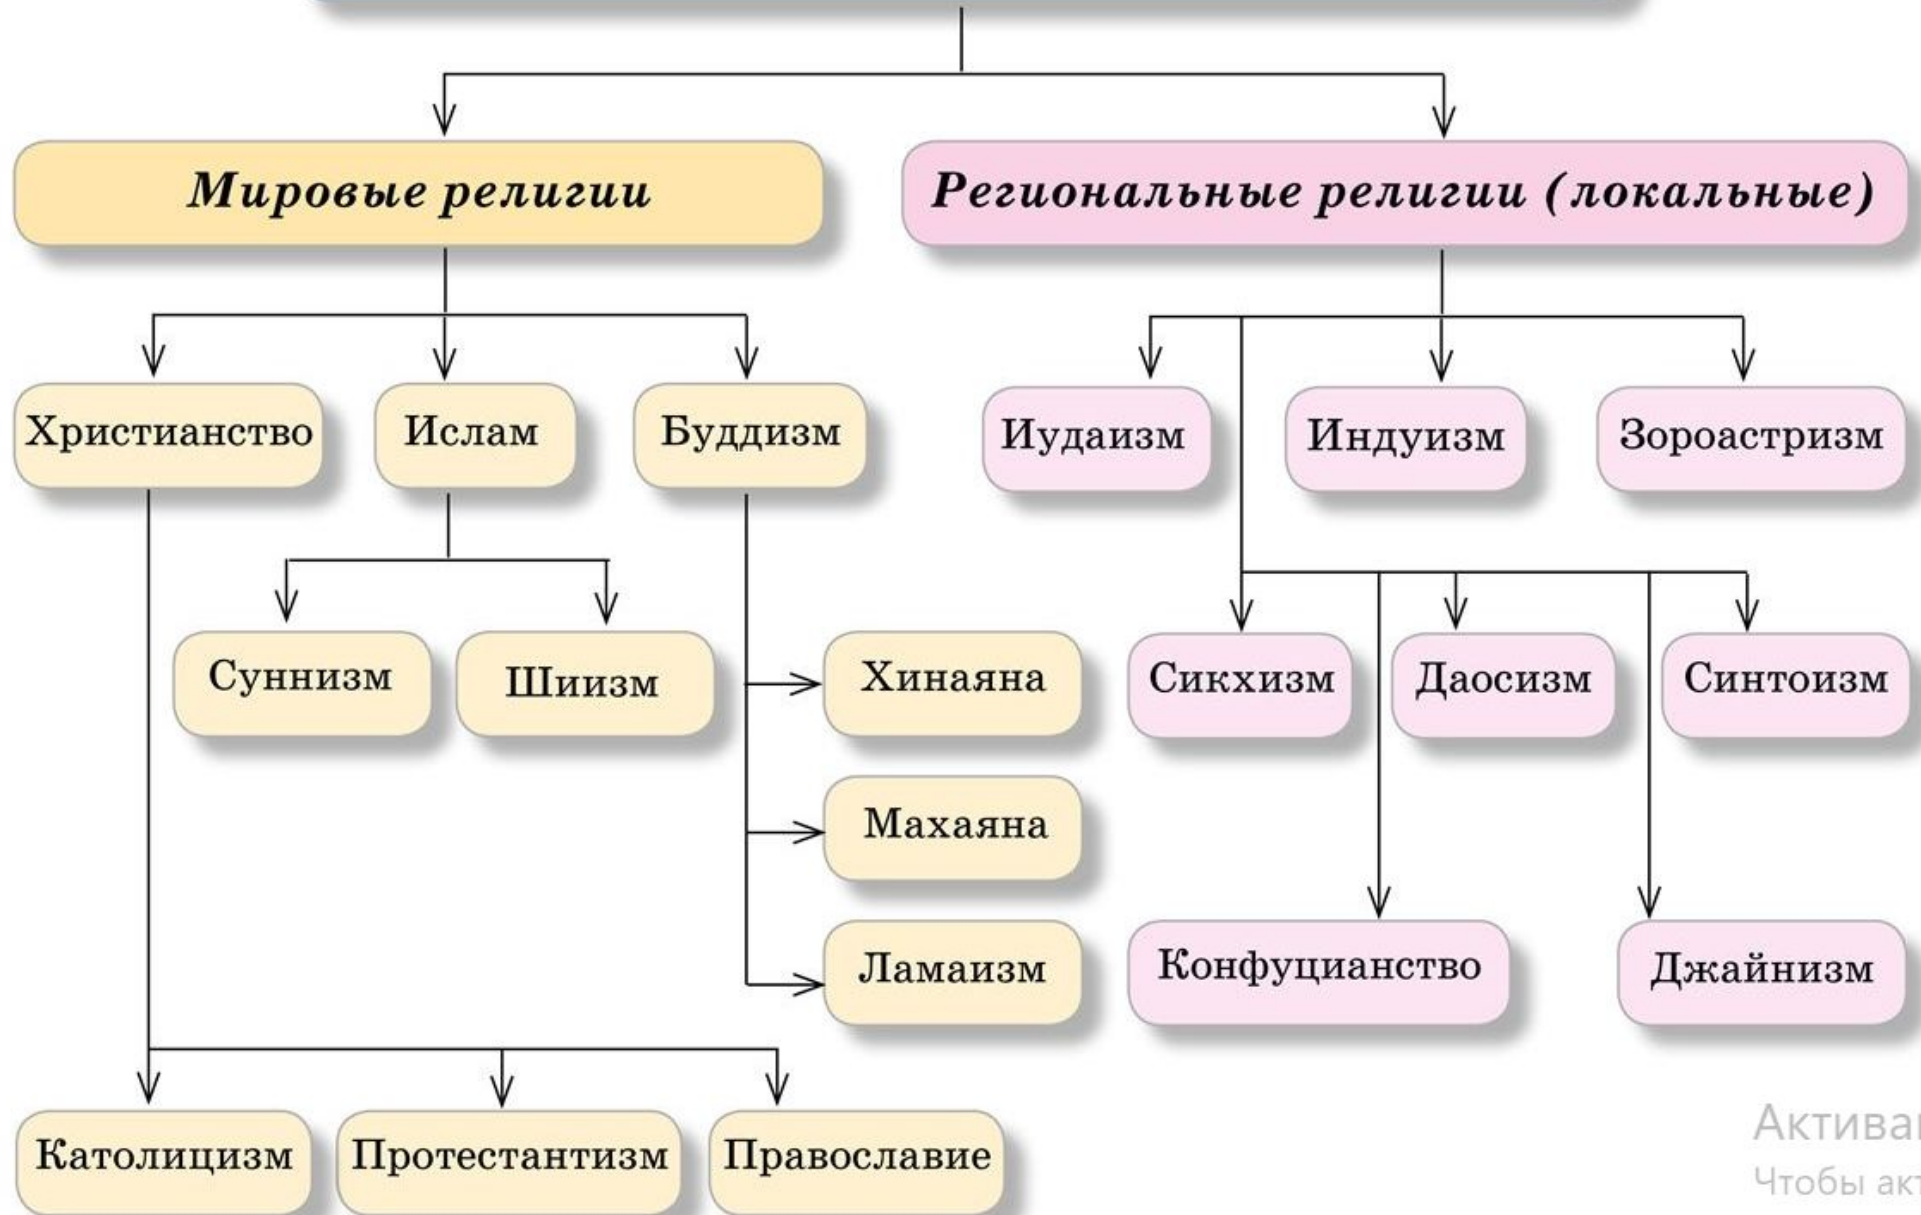 Мировые религии
Региональные религии (локальные)
Христианство
Ислам
Буддизм
Иудаизм
Индуизм
Зороастризм
Суннизм
Шиизм
Хинаяна
Сикхизм
Даосизм
Синтоизм
Махаяна
Ламаизм
Конфуцианство
Джайнизм
Католицизм
Протестантизм
Православие
Чтобы